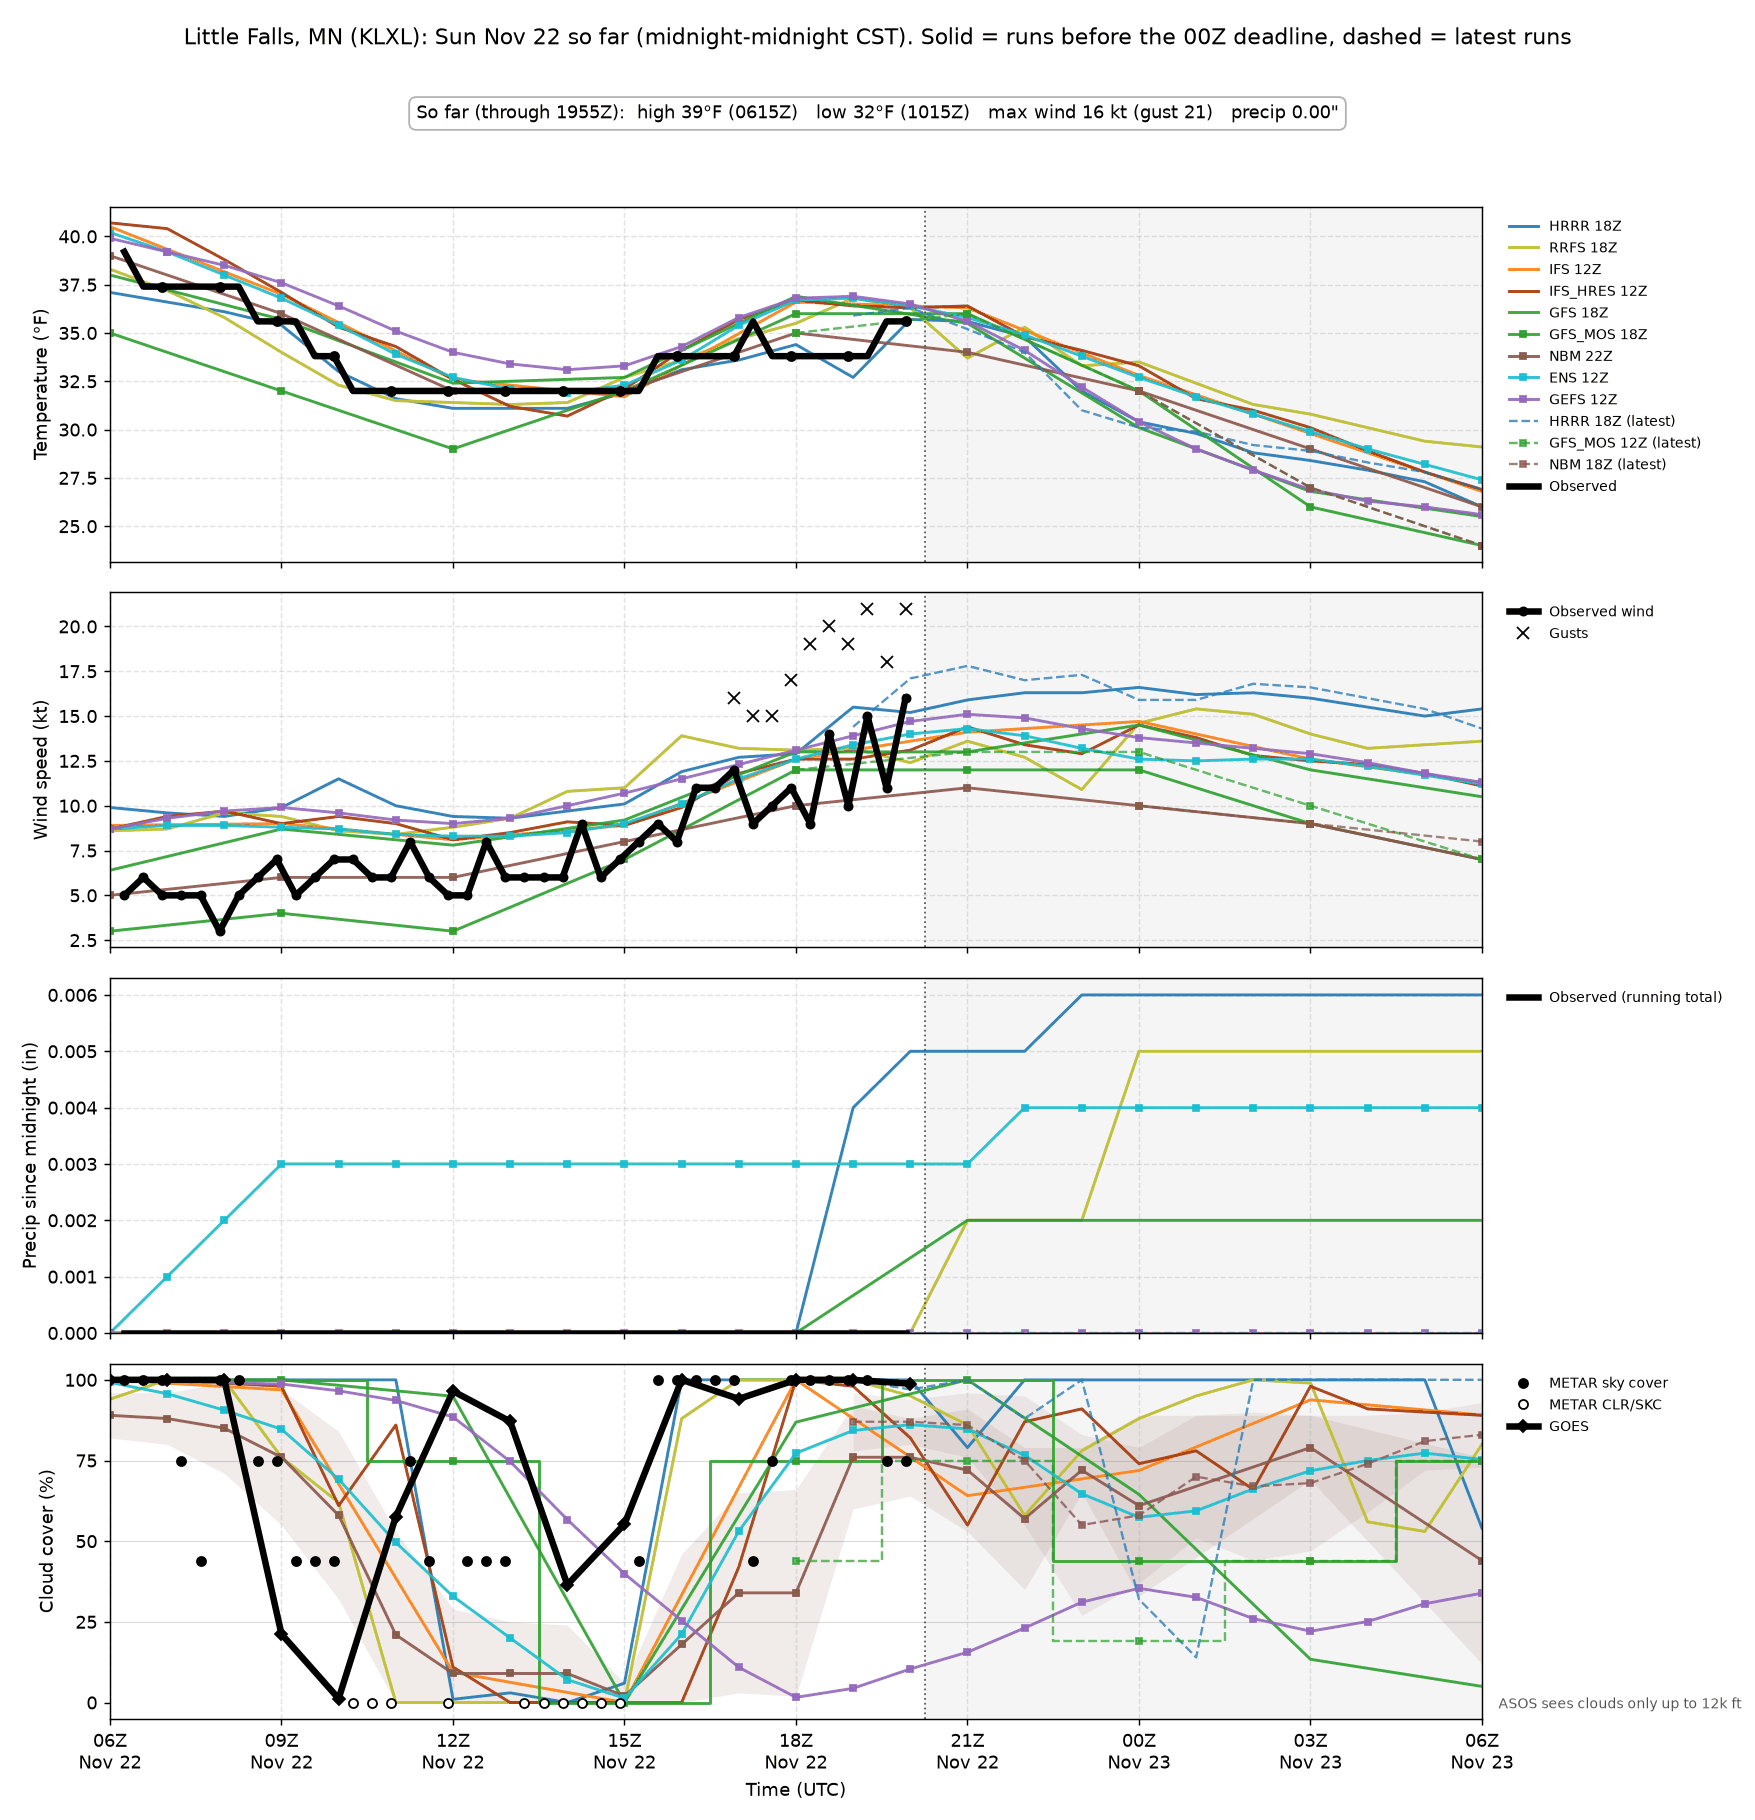 Little Falls, MN (KLXL): Sun Nov 22 so far (midnight-midnight CST). Solid = runs before the 00Z deadline, dashed = latest runs
So far (through 1955Z):  high 39°F (0615Z)   low 32°F (1015Z)   max wind 16 kt (gust 21)   precip 0.00"
Temperature (°F)
40.0
37.5
35.0
32.5
30.0
27.5
25.0
HRRR 18Z
RRFS 18Z
IFS 12Z
IFS_HRES 12Z
GFS 18Z
GFS_MOS 18Z
NBM 22Z
ENS 12Z
GEFS 12Z
HRRR 18Z (latest)
GFS_MOS 12Z (latest)
NBM 18Z (latest)
Observed
Wind speed (kt)
20.0
17.5
15.0
12.5
10.0
7.5
5.0
2.5
Observed wind
Gusts
Precip since midnight (in)
0.006
0.005
0.004
0.003
0.002
0.001
0.000
Observed (running total)
Cloud cover (%)
100
75
50
25
0
METAR sky cover
METAR CLR/SKC
GOES
ASOS sees clouds only up to 12k ft
06Z 09Z 12Z 15Z 18Z 21Z 00Z 03Z 06Z
Nov 22 Nov 22 Nov 22 Nov 22 Nov 22 Nov 22 Nov 23 Nov 23 Nov 23
Time (UTC)